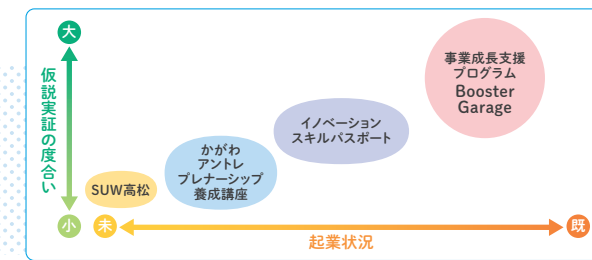 大
仮説実証の度合い
小
事業成長支援
プログラム
Booster
Garage
イノベーション
スキルパスポート
かがわ
アントレ
プレナーシップ
養成講座
SUW高松
未
既
起業状況